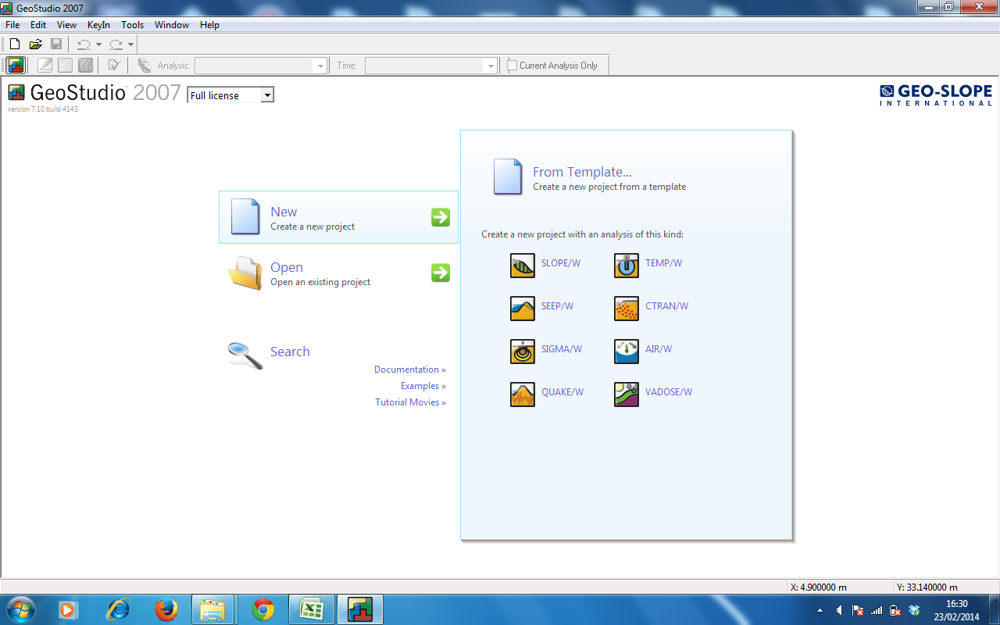 GeoStudio 2007
File Edit View KeyIn Tools Window Help
Analysis: Time: Current Analysis Only
GeoStudio™ 2007 Full license
version 7.10 build 4143
GEO-SLOPE
INTERNATIONAL
From Template...
Create a new project from a template
New
Create a new project
Create a new project with an analysis of this kind:
SLOPE/W TEMP/W
Open
Open an existing project
SEEP/W CTRAN/W
SIGMA/W AIR/W
Search
Documentation »
Examples »
Tutorial Movies »
QUAKE/W VADOSE/W
X: 4.900000 m Y: 33.140000 m
16:30
23/02/2014